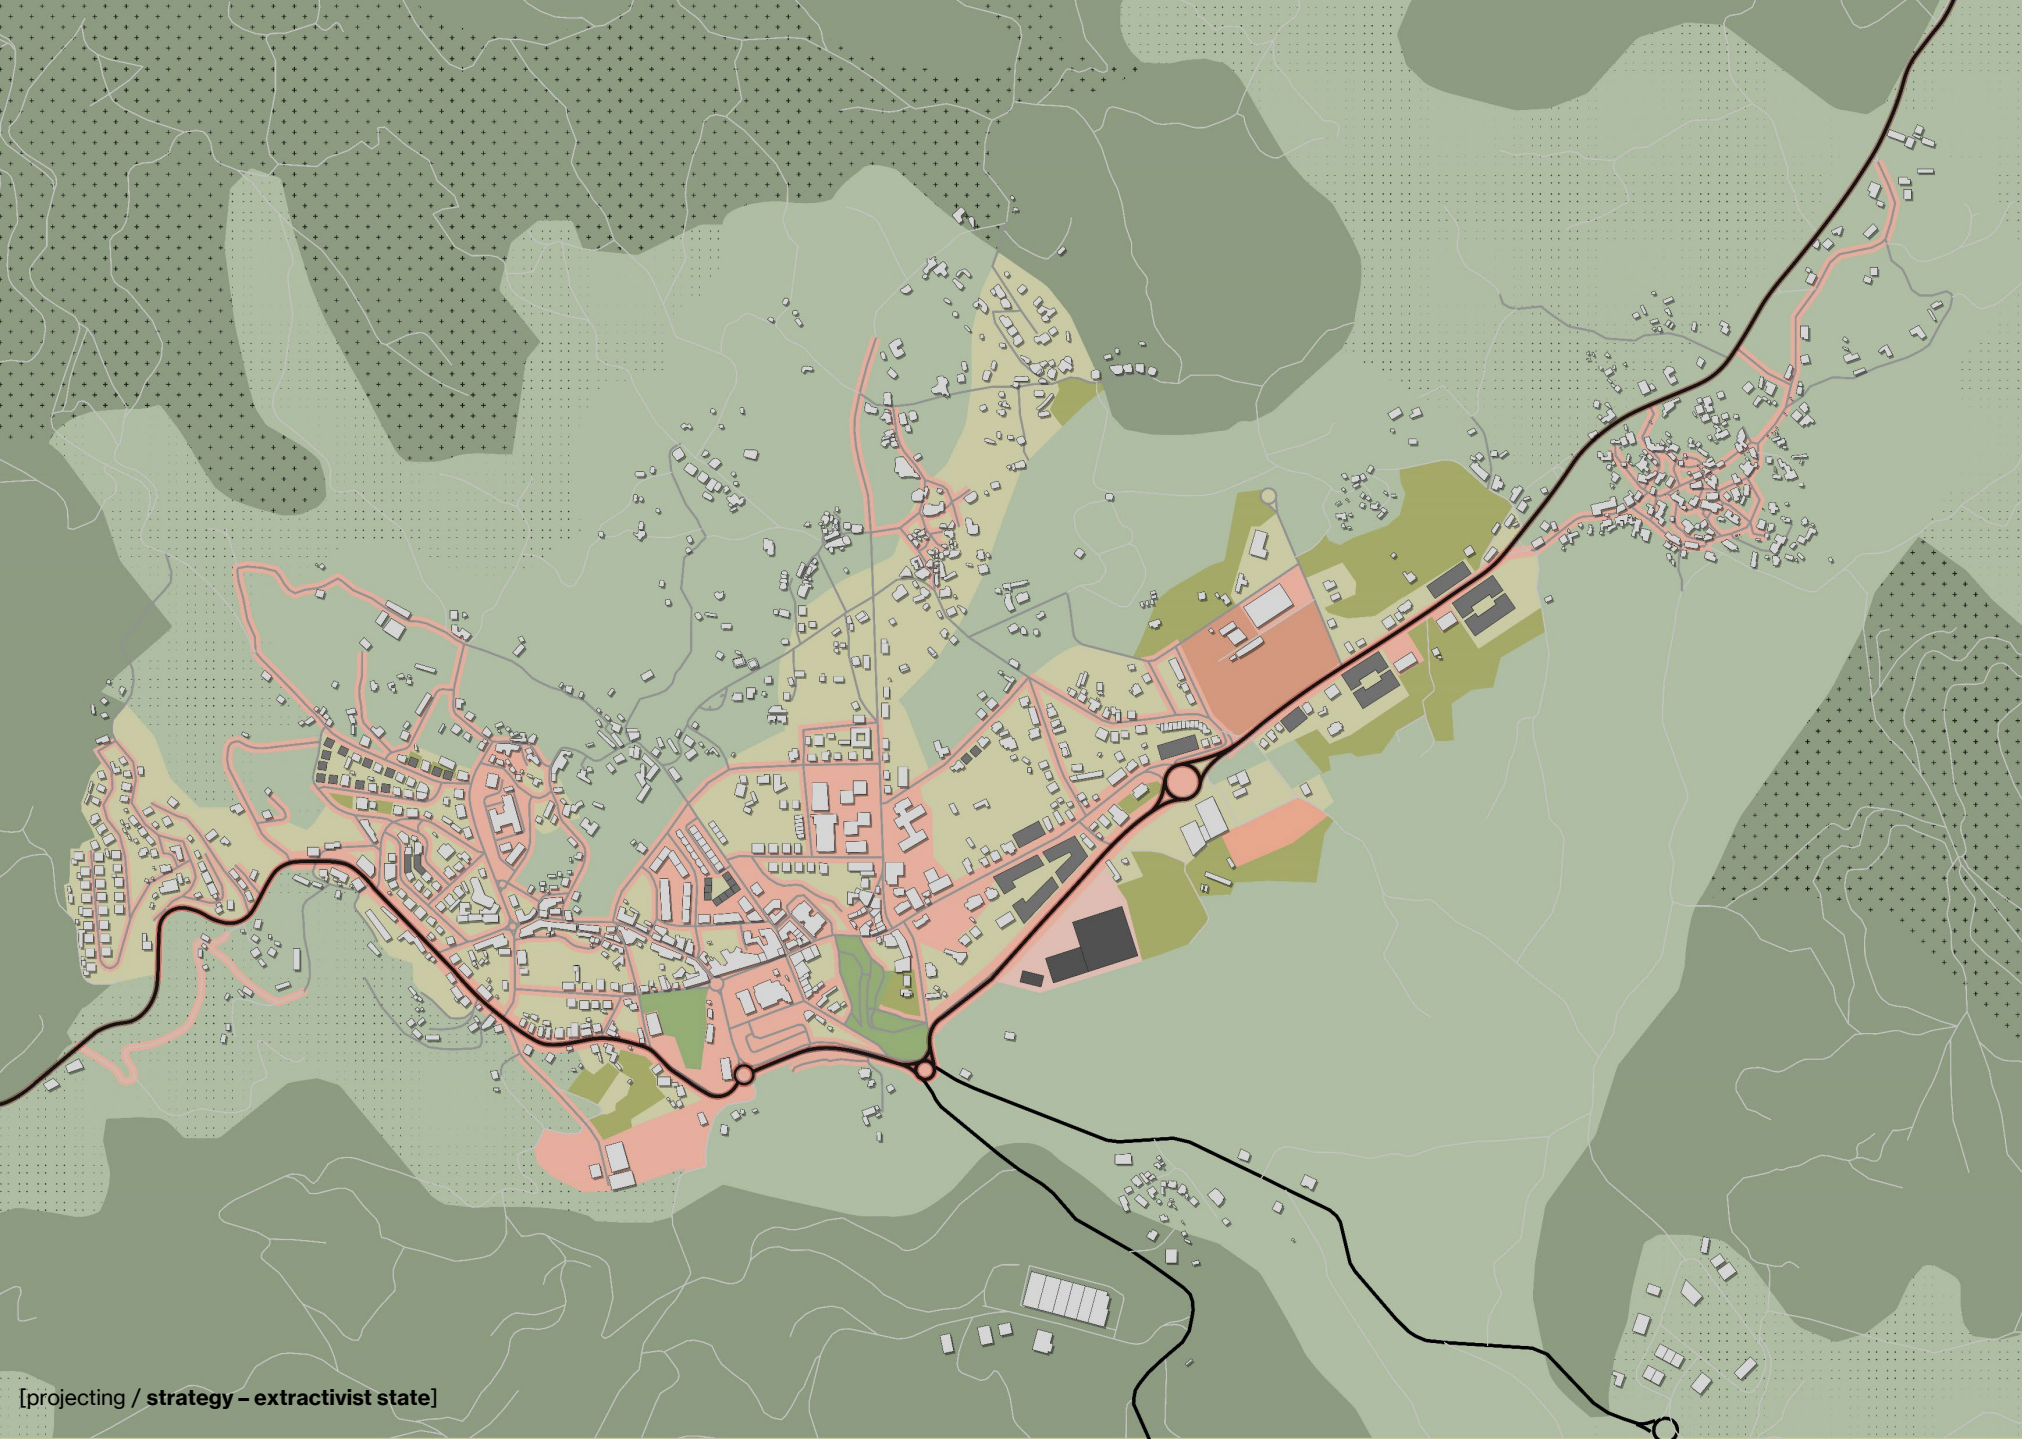 [projecting / strategy – extractivist state]